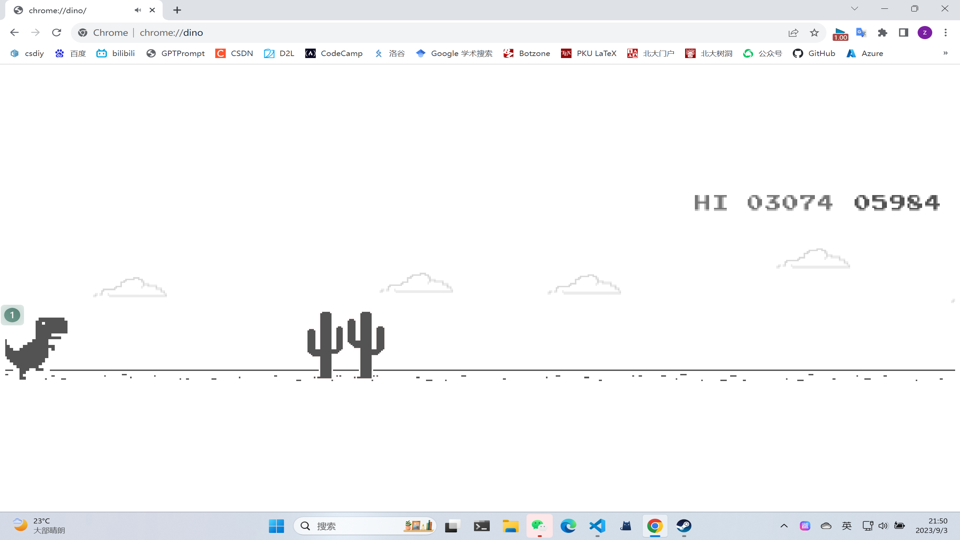 chrome://dino/
Chrome | chrome://dino
1.00
z
csdiy
百度
bilibili
GPTPrompt
C CSDN
D2L
CodeCamp
洛谷
Google 学术搜索
Botzone
PKU LaTeX
北大门户
北大树洞
公众号
GitHub
Azure
»
HI 03074 05984
1
23°C
大部晴朗
搜索
英
21:50
2023/9/3